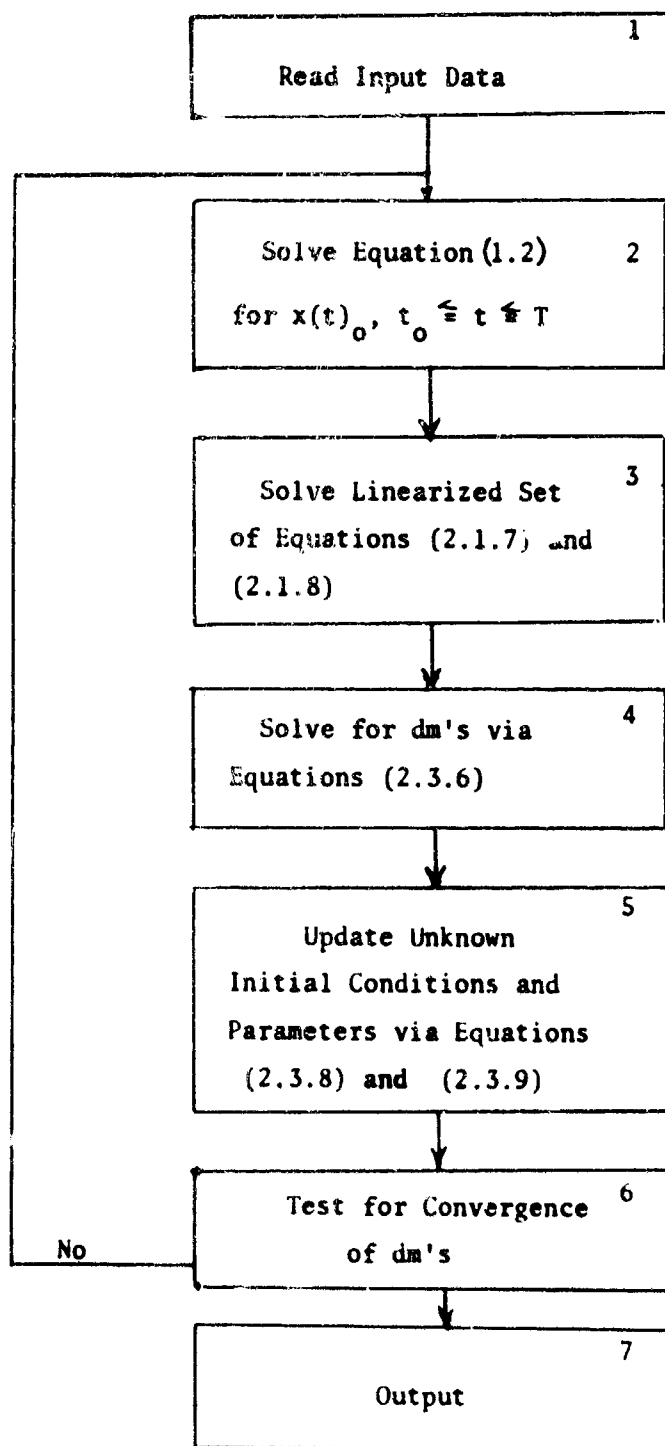 1
Read Input Data
Solve Equation (1.2) 2
for x(t)₀, t₀ ≦ t ≦ T
Solve Linearized Set 3
of Equations (2.1.7) and
(2.1.8)
Solve for dm's via 4
Equations (2.3.6)
5
Update Unknown
Initial Conditions and
Parameters via Equations
(2.3.8) and (2.3.9)
Test for Convergence 6
of dm's
No
7
Output